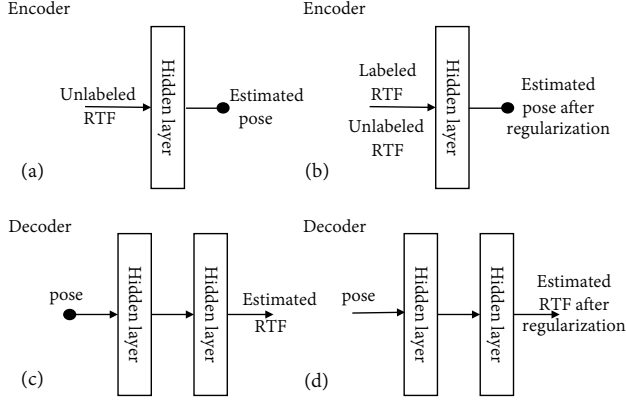 Encoder
Unlabeled
RTF
Hidden layer
Estimated
pose
(a)
Encoder
Labeled
RTF
Unlabeled
RTF
Hidden layer
Estimated
pose after
regularization
(b)
Decoder
pose
Hidden layer
Hidden layer
Estimated
RTF
(c)
Decoder
pose
Hidden layer
Hidden layer
Estimated
RTF after
regularization
(d)